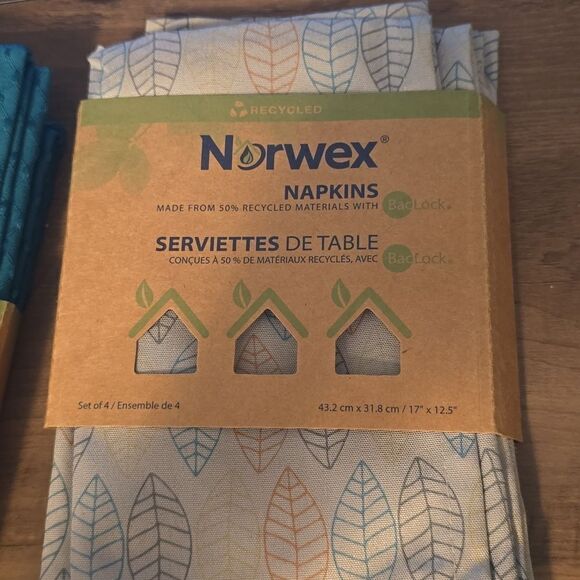 RECYCLED
Norwex®
NAPKINS
MADE FROM 50% RECYCLED MATERIALS WITH BacLock®
SERVIETTES DE TABLE
CONÇUES À 50 % DE MATÉRIAUX RECYCLÉS, AVEC BacLock®
Set of 4 / Ensemble de 4
43.2 cm x 31.8 cm / 17" x 12.5"